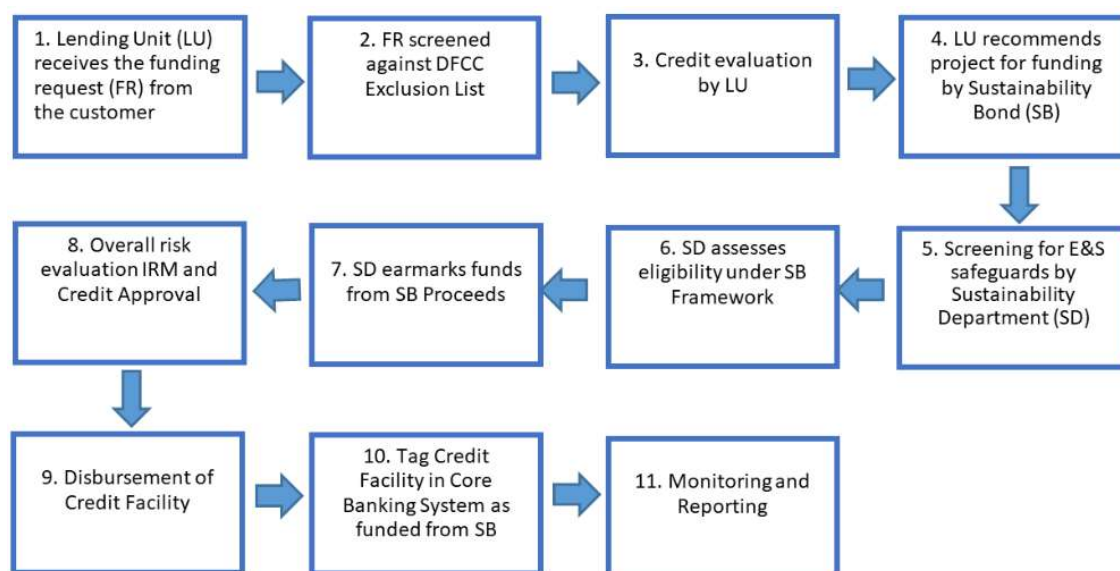 1. Lending Unit (LU)
receives the funding
request (FR) from
the customer
2. FR screened
against DFCC
Exclusion List
3. Credit evaluation
by LU
4. LU recommends
project for funding
by Sustainability
Bond (SB)
5. Screening for E&S
safeguards by
Sustainability
Department (SD)
6. SD assesses
eligibility under SB
Framework
7. SD earmarks funds
from SB Proceeds
8. Overall risk
evaluation IRM and
Credit Approval
9. Disbursement of
Credit Facility
10. Tag Credit
Facility in Core
Banking System as
funded from SB
11. Monitoring and
Reporting